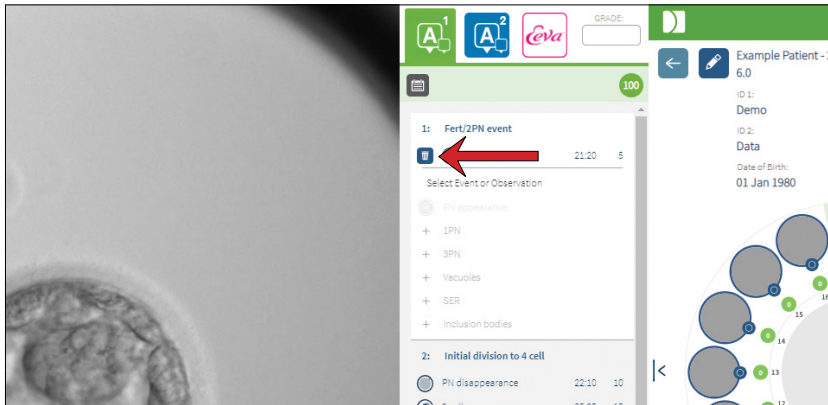 A 1
A 2
Eeva
GRADE:
100
1: Fert/2PN event
21:20 5
Select Event or Observation
PN appearance
+ 1PN
+ 3PN
+ Vacuoles
+ SER
+ Inclusion bodies
2: Initial division to 4 cell
PN disappearance 22:10 10
Example Patient -
6.0
ID 1:
Demo
ID 2:
Data
Date of Birth:
01 Jan 1980
0
16
0
15
0
14
0
13
12